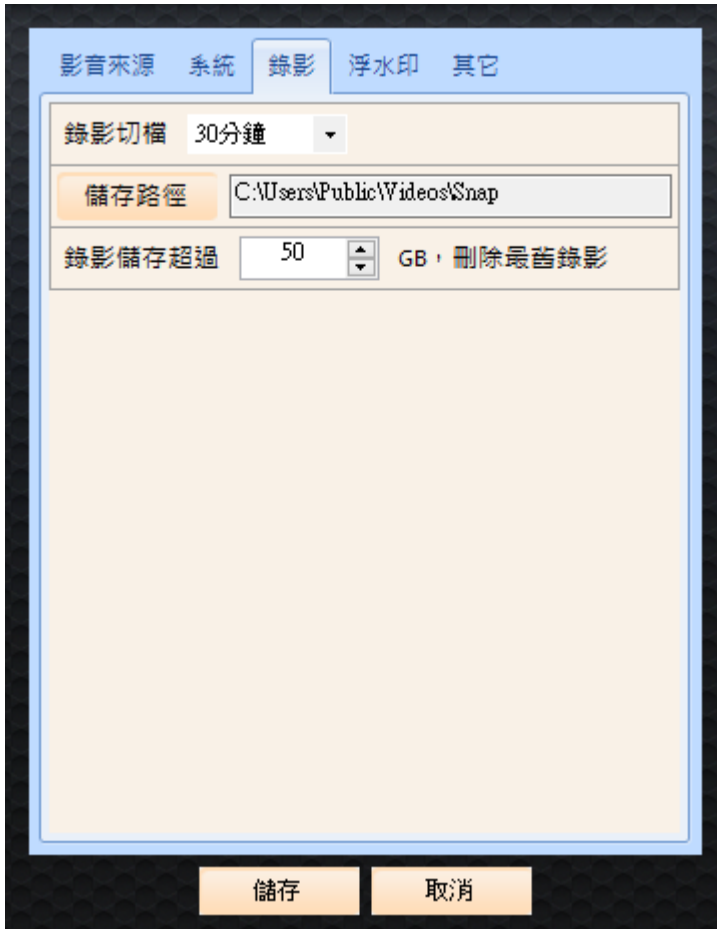 影音來源 系統 錄影 浮水印 其它
錄影切檔 30分鐘
儲存路徑 C:\Users\Public\Videos\Snap
錄影儲存超過 50 GB，刪除最舊錄影
儲存 取消